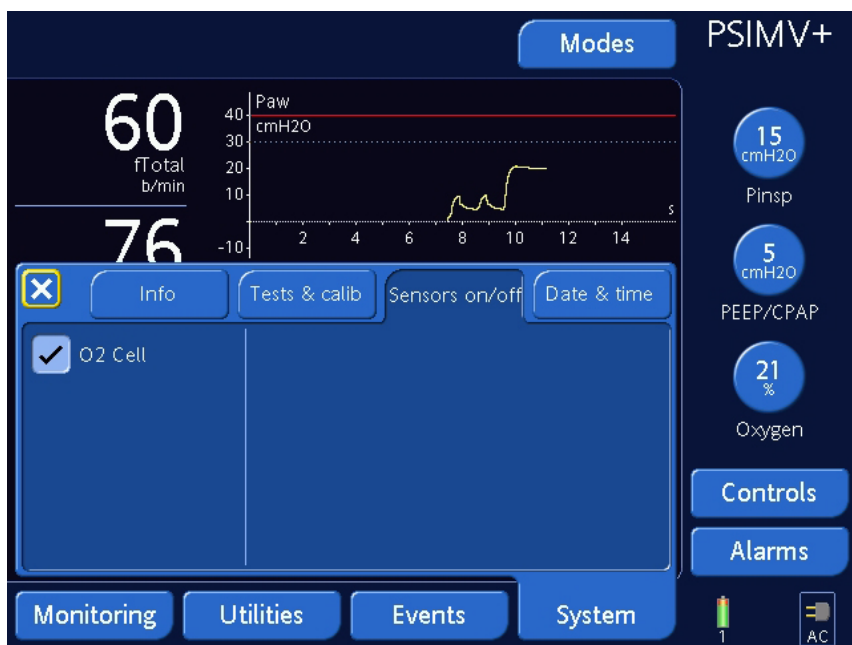 Modes
PSIMV+
60
fTotal
b/min
76
Paw
cmH2O
40
30
20
10
-10
2 4 6 8 10 12 14
s
15
cmH2O
Pinsp
5
cmH2O
PEEP/CPAP
21
%
Oxygen
Info
Tests & calib
Sensors on/off
Date & time
O2 Cell
Controls
Alarms
Monitoring
Utilities
Events
System
1
AC